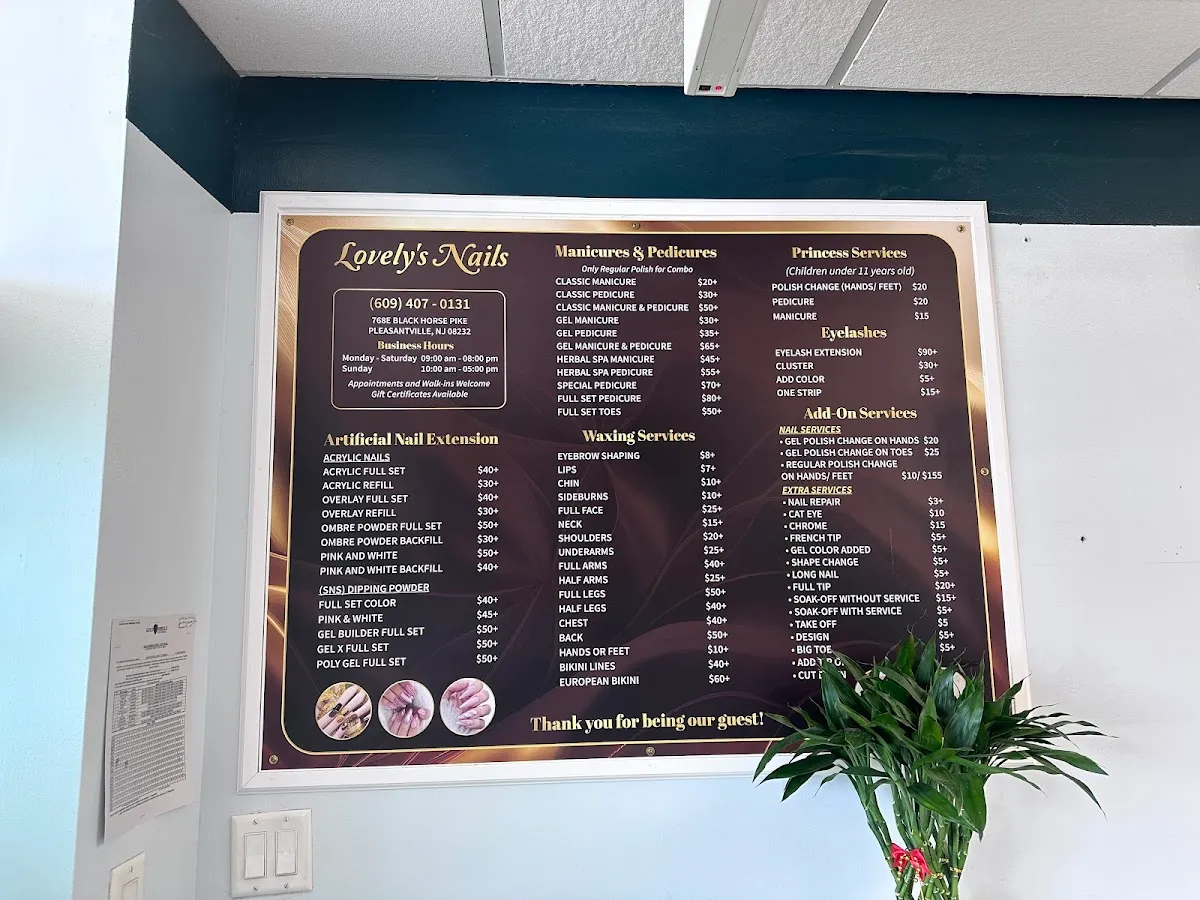 Lovely's Nails
(609) 407 - 0131
768E BLACK HORSE PIKE
PLEASANTVILLE, NJ 08232
Business Hours
Monday - Saturday 09:00 am - 08:00 pm
Sunday 10:00 am - 05:00 pm
Appointments and Walk-ins Welcome
Gift Certificates Available
Artificial Nail Extension
ACRYLIC NAILS
ACRYLIC FULL SET $40+
ACRYLIC REFILL $30+
OVERLAY FULL SET $40+
OVERLAY REFILL $30+
OMBRE POWDER FULL SET $50+
OMBRE POWDER BACKFILL $30+
PINK AND WHITE $50+
PINK AND WHITE BACKFILL $40+
(SNS) DIPPING POWDER
FULL SET COLOR $40+
PINK & WHITE $45+
GEL BUILDER FULL SET $50+
GEL X FULL SET $50+
POLY GEL FULL SET $50+
Manicures & Pedicures
Only Regular Polish for Combo
CLASSIC MANICURE $20+
CLASSIC PEDICURE $30+
CLASSIC MANICURE & PEDICURE $50+
GEL MANICURE $30+
GEL PEDICURE $35+
GEL MANICURE & PEDICURE $65+
HERBAL SPA MANICURE $45+
HERBAL SPA PEDICURE $55+
SPECIAL PEDICURE $70+
FULL SET PEDICURE $80+
FULL SET TOES $50+
Waxing Services
EYEBROW SHAPING $8+
LIPS $7+
CHIN $10+
SIDEBURNS $10+
FULL FACE $25+
NECK $15+
SHOULDERS $20+
UNDERARMS $25+
FULL ARMS $40+
HALF ARMS $25+
FULL LEGS $50+
HALF LEGS $40+
CHEST $40+
BACK $50+
HANDS OR FEET $10+
BIKINI LINES $40+
EUROPEAN BIKINI $60+
Thank you for being our guest!
Princess Services
(Children under 11 years old)
POLISH CHANGE (HANDS/ FEET) $20
PEDICURE $20
MANICURE $15
Eyelashes
EYELASH EXTENSION $90+
CLUSTER $30+
ADD COLOR $5+
ONE STRIP $15+
Add-On Services
NAIL SERVICES
• GEL POLISH CHANGE ON HANDS $20
• GEL POLISH CHANGE ON TOES $25
• REGULAR POLISH CHANGE
ON HANDS/ FEET $10/ $155
EXTRA SERVICES
• NAIL REPAIR $3+
• CAT EYE $10
• CHROME $15
• FRENCH TIP $5+
• GEL COLOR ADDED $5+
• SHAPE CHANGE $5+
• LONG NAIL $5+
• FULL TIP $20+
• SOAK-OFF WITHOUT SERVICE $15+
• SOAK-OFF WITH SERVICE $5+
• TAKE OFF $5
• DESIGN $5+
• BIG TOE $5+
• ADD
• CUT